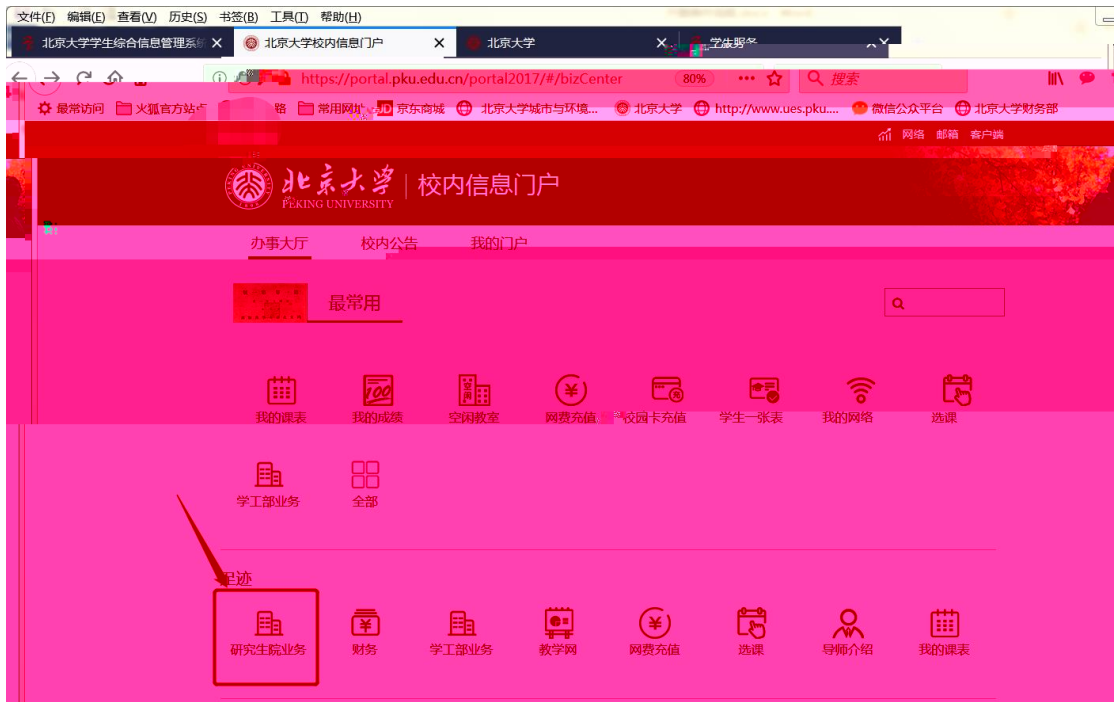 文件(F) 编辑(E) 查看(V) 历史(S) 书签(B) 工具(T) 帮助(H)
北京大学学生综合信息管理系统 北京大学校内信息门户 北京大学
https://portal.pku.edu.cn/portal2017/#/bizCenter 80% 搜索
最常访问 火狐官方站点 常用网址 JD 京东商城 北京大学城市与环境... 北京大学 http://www.ues.pku.... 微信公众平台 北京大学财务部
网络 邮箱 客户端
北京大学 校内信息门户
PEKING UNIVERSITY
办事大厅 校内公告 我的门户
最常用
我的课表 我的成绩 空闲教室 网费充值 校园卡充值 学生一张表 我的网络 选课
学工部业务 全部
足迹
研究生院业务 财务 学工部业务 教学网 网费充值 选课 导师介绍 我的课表